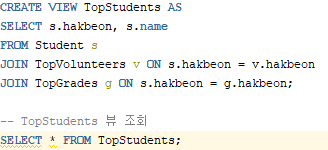 CREATE VIEW TopStudents AS
SELECT s.hakbeon, s.name
FROM Student s
JOIN TopVolunteers v ON s.hakbeon = v.hakbeon
JOIN TopGrades g ON s.hakbeon = g.hakbeon;
-- TopStudents 뷰 조회
SELECT * FROM TopStudents;